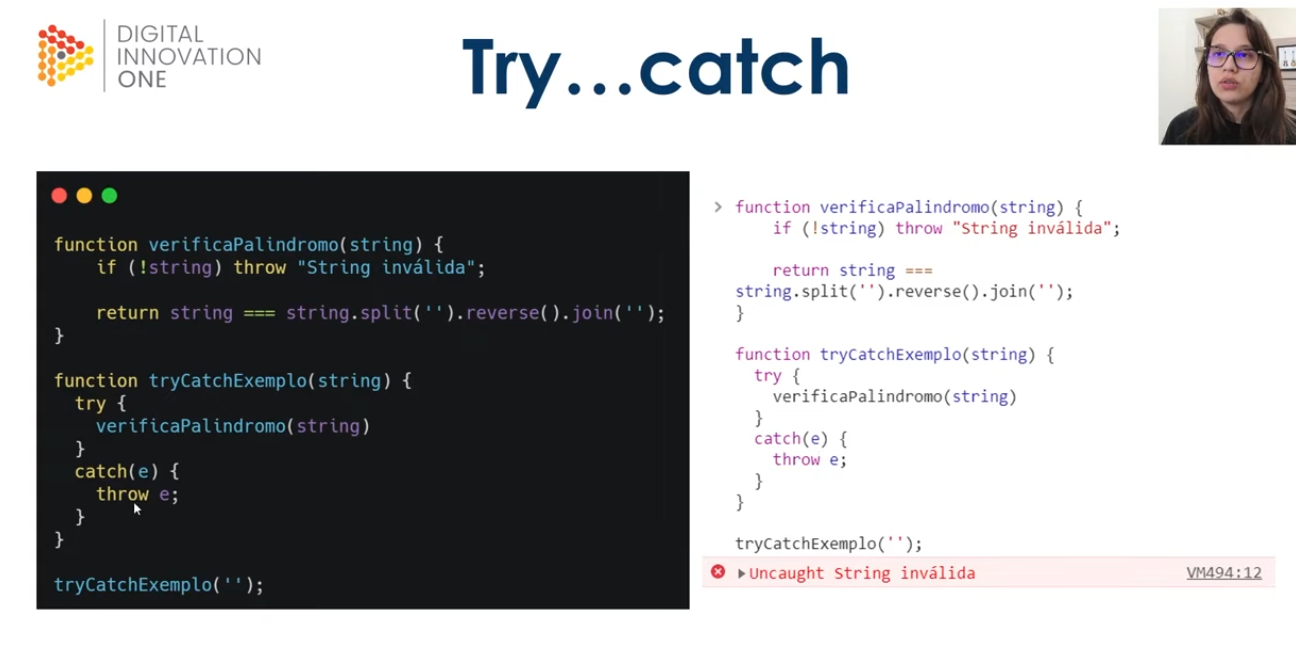 DIGITAL
INNOVATION
ONE
Try...catch
function verificaPalindromo(string) {
    if (!string) throw "String inválida";

    return string === string.split('').reverse().join('');
}

function tryCatchExemplo(string) {
  try {
    verificaPalindromo(string)
  }
  catch(e) {
    throw e;
  }
}

tryCatchExemplo('');
> function verificaPalindromo(string) {
    if (!string) throw "String inválida";

    return string ===
string.split('').reverse().join('');
}

function tryCatchExemplo(string) {
  try {
    verificaPalindromo(string)
  }
  catch(e) {
    throw e;
  }
}

tryCatchExemplo('');
Uncaught String inválida VM494:12